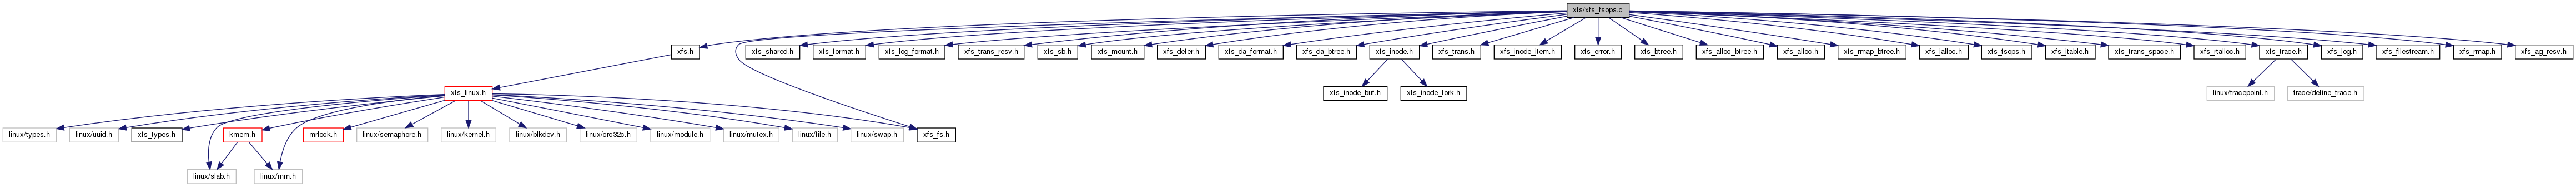 xfs/xfs_fsops.c
xfs.h
xfs_shared.h
xfs_format.h
xfs_log_format.h
xfs_trans_resv.h
xfs_sb.h
xfs_mount.h
xfs_defer.h
xfs_da_format.h
xfs_da_btree.h
xfs_inode.h
xfs_trans.h
xfs_inode_item.h
xfs_error.h
xfs_btree.h
xfs_alloc_btree.h
xfs_alloc.h
xfs_rmap_btree.h
xfs_ialloc.h
xfs_fsops.h
xfs_itable.h
xfs_trans_space.h
xfs_rtalloc.h
xfs_trace.h
xfs_log.h
xfs_filestream.h
xfs_rmap.h
xfs_ag_resv.h
xfs_linux.h
xfs_inode_buf.h
xfs_inode_fork.h
linux/tracepoint.h
trace/define_trace.h
linux/types.h
linux/uuid.h
xfs_types.h
kmem.h
mrlock.h
linux/semaphore.h
linux/kernel.h
linux/blkdev.h
linux/crc32c.h
linux/module.h
linux/mutex.h
linux/file.h
linux/swap.h
xfs_fs.h
linux/slab.h
linux/mm.h